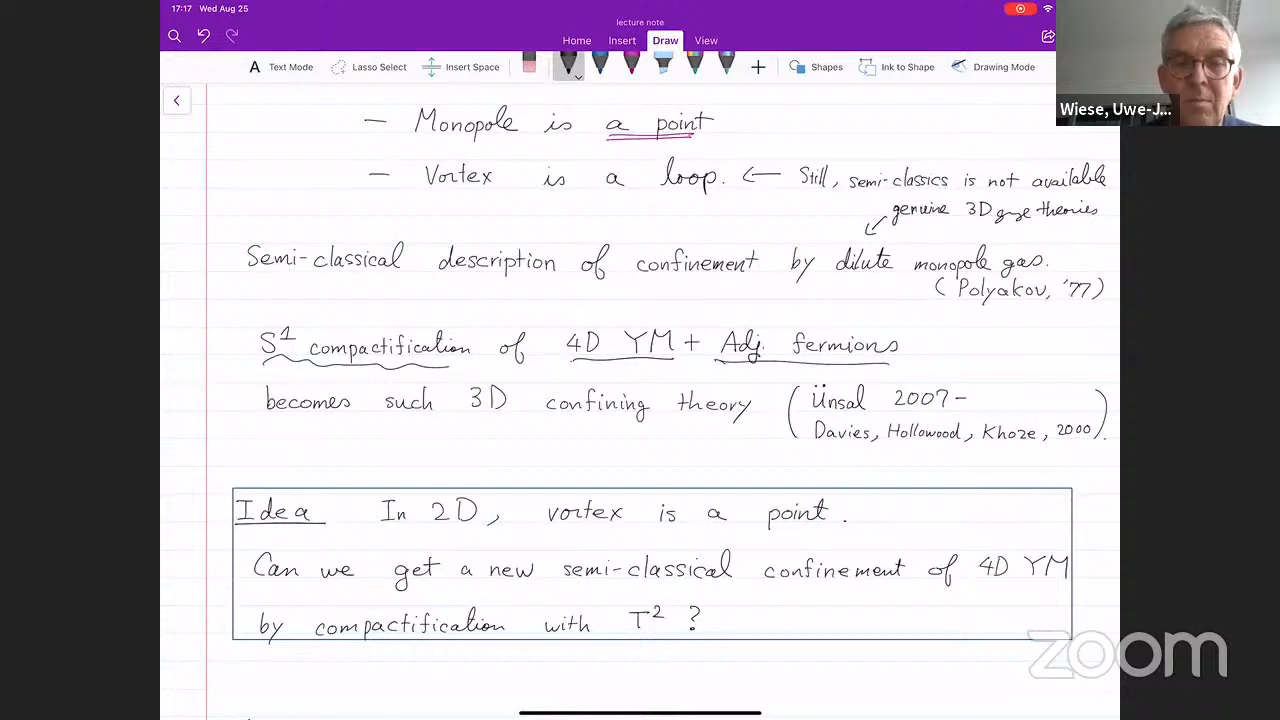 17:17 Wed Aug 25
lecture note
Home Insert Draw View
Text Mode Lasso Select Insert Space Shapes Ink to Shape Drawing Mode
Wiese, Uwe-J...
— Monopole is a point
— Vortex is a loop. ← Still, semi-classics is not available
genuine 3D gauge theories
Semi-classical description of confinement by dilute monopole gas.
(Polyakov, '77)
S¹ compactification of 4D YM + Adj. fermions
becomes such 3D confining theory (Ünsal 2007-
Davies, Hollowood, Khoze, 2000).
Idea In 2D, vortex is a point.
Can we get a new semi-classical confinement of 4D YM
by compactification with T² ?
zoom